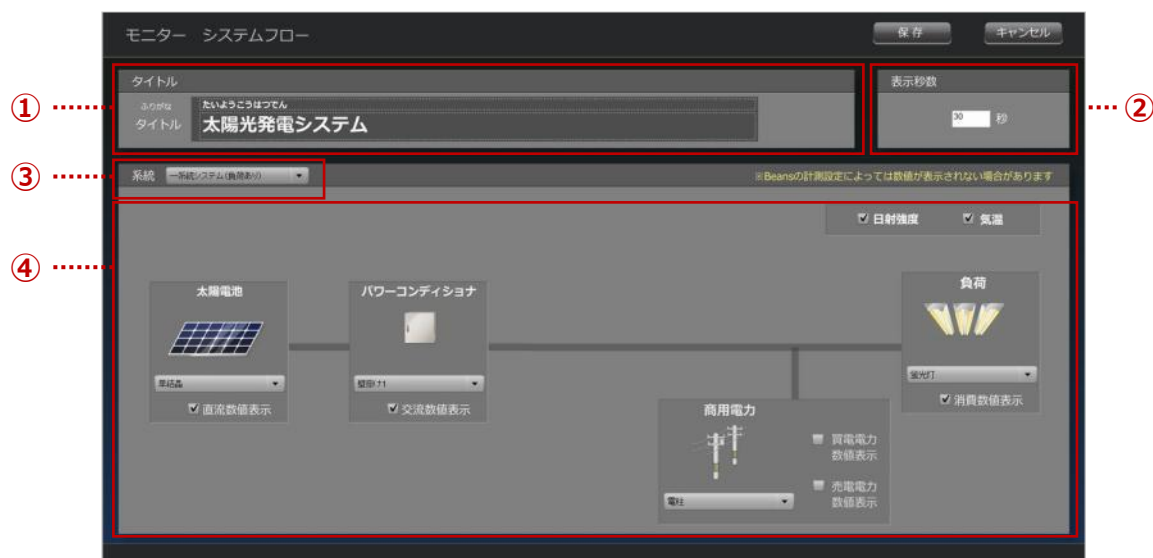 モニター システムフロー
保存
キャンセル
①
タイトル
ふりがな
たいようこうはつでん
タイトル
太陽光発電システム
表示秒数
30
秒
②
③
系統
一系統システム(負荷あり)
※Beansの計測設定によっては数値が表示されない場合があります
④
日射強度
気温
太陽電池
単結晶
直流数値表示
パワーコンディショナ
壁掛け1
交流数値表示
負荷
蛍光灯
消費数値表示
商用電力
電柱
買電電力
数値表示
売電電力
数値表示